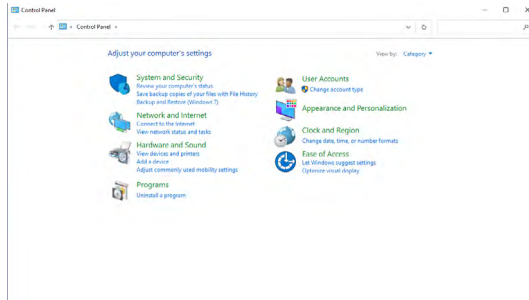 Control Panel
Control Panel
Adjust your computer's settings
View by: Category
System and Security
Review your computer's status
Save backup copies of your files with File History
Backup and Restore (Windows 7)
Network and Internet
Connect to the Internet
View network status and tasks
Hardware and Sound
View devices and printers
Add a device
Adjust commonly used mobility settings
Programs
Uninstall a program
User Accounts
Change account type
Appearance and Personalization
Clock and Region
Change date, time, or number formats
Ease of Access
Let Windows suggest settings
Optimize visual display